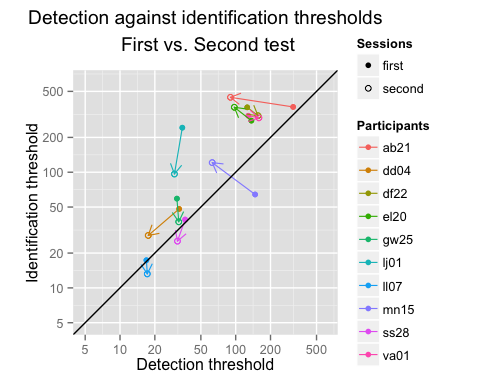 Detection against identification thresholds
First vs. Second test
Sessions
first
second
Participants
ab21
dd04
df22
el20
gw25
lj01
ll07
mn15
ss28
va01
Identification threshold
500
200
100
50
20
10
5
5 10 20 50 100 200 500
Detection threshold